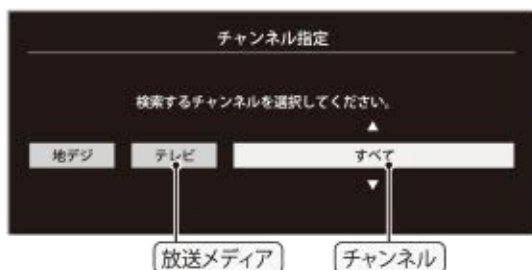 チャンネル指定
検索するチャンネルを選択してください。
▲
地デジ テレビ すべて
▼
放送メディア チャンネル